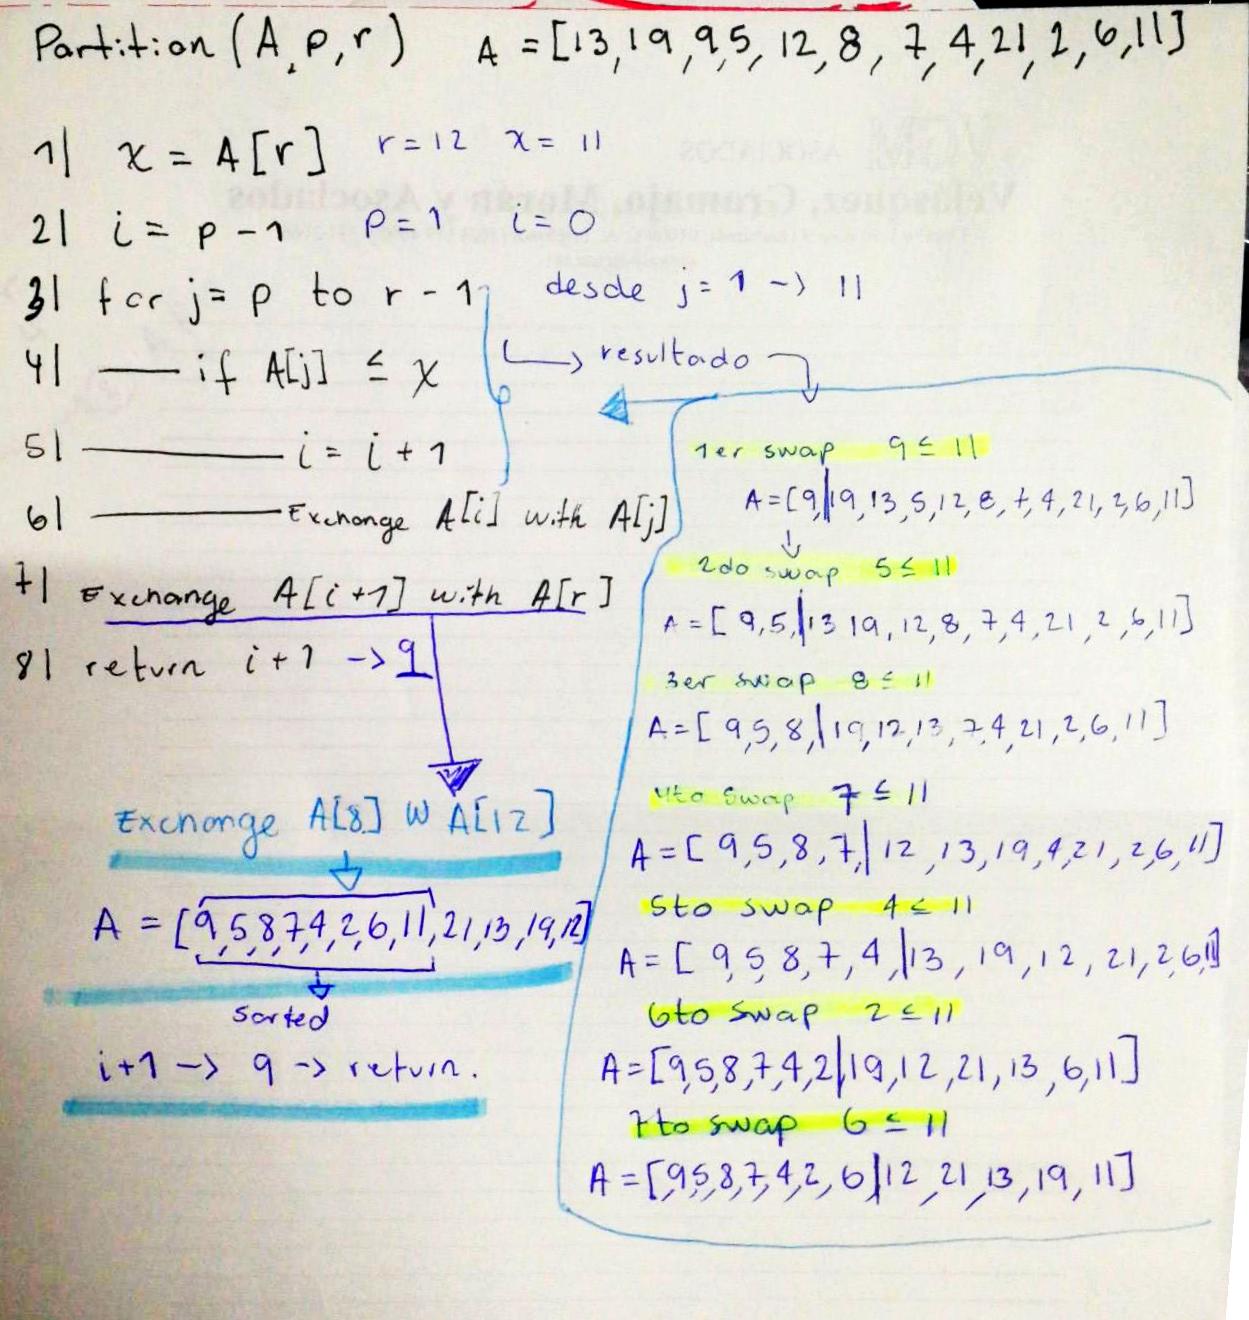 Partition (A, p, r) A = [13, 19, 9, 5, 12, 8, 7, 4, 21, 2, 6, 11]
1| x = A[r] r = 12 x = 11
2| i = p - 1 p = 1 i = 0
3| for j = p to r - 1 desde j = 1 -> 11
4| if A[j] ≤ x resultado
5| i = i + 1
6| Exchange A[i] with A[j]
7| Exchange A[i+1] with A[r]
8| return i + 1 -> 9
Exchange A[8] W A[12]
A = [9, 5, 8, 7, 4, 2, 6, 11, 21, 13, 19, 12]
Sorted
i+1 -> 9 -> return.
1er swap 9 ≤ 11
A = [9, | 19, 13, 5, 12, 8, 7, 4, 21, 2, 6, 11]
2do swap 5 ≤ 11
A = [9, 5, | 13 19, 12, 8, 7, 4, 21, 2, 6, 11]
3er swap 8 ≤ 11
A = [9, 5, 8, | 19, 12, 13, 7, 4, 21, 2, 6, 11]
4to swap 7 ≤ 11
A = [9, 5, 8, 7, | 12, 13, 19, 4, 21, 2, 6, 11]
5to swap 4 ≤ 11
A = [9, 5, 8, 7, 4, | 13, 19, 12, 21, 2, 6, 11]
6to swap 2 ≤ 11
A = [9, 5, 8, 7, 4, 2 | 19, 12, 21, 13, 6, 11]
7to swap 6 ≤ 11
A = [9, 5, 8, 7, 4, 2, 6 | 12, 21, 13, 19, 11]
ASOCIADOS
Velásquez, Gramajo, Morán y Asociados